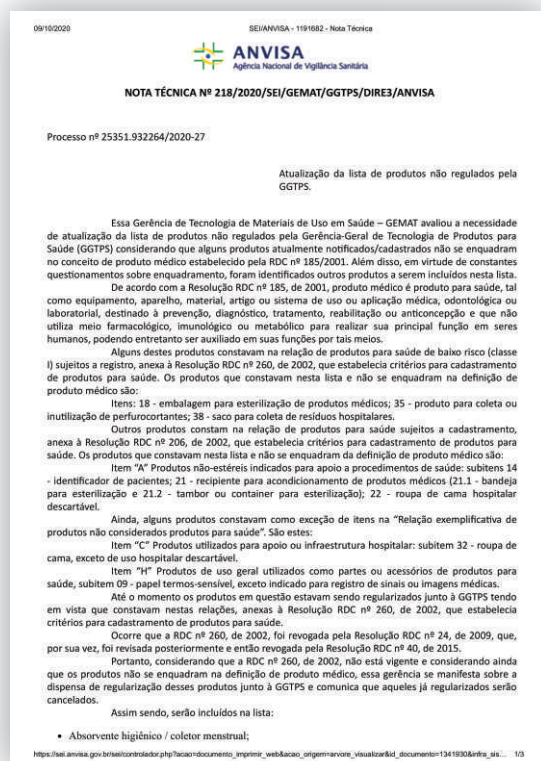 09/10/2020
SEI/ANVISA - 1191682 - Nota Técnica
ANVISA
Agência Nacional de Vigilância Sanitária
NOTA TÉCNICA Nº 218/2020/SEI/GEMAT/GGTPS/DIRE3/ANVISA
Processo nº 25351.932264/2020-27
Atualização da lista de produtos não regulados pela
GGTPS.
Essa Gerência de Tecnologia de Materiais de Uso em Saúde – GEMAT avaliou a necessidade
de atualização da lista de produtos não regulados pela Gerência-Geral de Tecnologia de Produtos para
Saúde (GGTPS) considerando que alguns produtos atualmente notificados/cadastrados não se enquadram
no conceito de produto médico estabelecido pela RDC nº 185/2001. Além disso, em virtude de constantes
questionamentos sobre enquadramento, foram identificados outros produtos a serem incluídos nesta lista.
De acordo com a Resolução RDC nº 185, de 2001, produto médico é produto para saúde, tal
como equipamento, aparelho, material, artigo ou sistema de uso ou aplicação médica, odontológica ou
laboratorial, destinado à prevenção, diagnóstico, tratamento, reabilitação ou anticoncepção e que não
utiliza meio farmacológico, imunológico ou metabólico para realizar sua principal função em seres
humanos, podendo entretanto ser auxiliado em suas funções por tais meios.
Alguns destes produtos constavam na relação de produtos para saúde de baixo risco (classe
I) sujeitos a registro, anexa à Resolução RDC nº 260, de 2002, que estabelecia critérios para cadastramento
de produtos para saúde. Os produtos que constavam nesta lista e não se enquadram na definição de
produto médico são:
Itens: 18 - embalagem para esterilização de produtos médicos; 35 - produto para coleta ou
inutilização de perfurocortantes; 38 - saco para coleta de resíduos hospitalares.
Outros produtos constam na relação de produtos para saúde sujeitos a cadastramento,
anexa à Resolução RDC nº 206, de 2002, que estabelecia critérios para cadastramento de produtos para
saúde. Os produtos que constavam nesta lista e não se enquadram da definição de produto médico são:
Item "A" Produtos não-estéreis indicados para apoio a procedimentos de saúde: subitens 14
- identificador de pacientes; 21 - recipiente para acondicionamento de produtos médicos (21.1 - bandeja
para esterilização e 21.2 - tambor ou container para esterilização); 22 - roupa de cama hospitalar
descartável.
Ainda, alguns produtos constavam como exceção de itens na "Relação exemplificativa de
produtos não considerados produtos para saúde". São estes:
Item "C" Produtos utilizados para apoio ou infraestrutura hospitalar: subitem 32 - roupa de
cama, exceto de uso hospitalar descartável.
Item "H" Produtos de uso geral utilizados como partes ou acessórios de produtos para
saúde, subitem 09 - papel termos-sensível, exceto indicado para registro de sinais ou imagens médicas.
Até o momento os produtos em questão estavam sendo regularizados junto à GGTPS tendo
em vista que constavam nestas relações, anexas à Resolução RDC nº 260, de 2002, que estabelecia
critérios para cadastramento de produtos para saúde.
Ocorre que a RDC nº 260, de 2002, foi revogada pela Resolução RDC nº 24, de 2009, que,
por sua vez, foi revisada posteriormente e então revogada pela Resolução RDC nº 40, de 2015.
Portanto, considerando que a RDC nº 260, de 2002, não está vigente e considerando ainda
que os produtos não se enquadram na definição de produto médico, essa gerência se manifesta sobre a
dispensa de regularização desses produtos junto à GGTPS e comunica que aqueles já regularizados serão
cancelados.
Assim sendo, serão incluídos na lista:
• Absorvente higiênico / coletor menstrual;
https://sei.anvisa.gov.br/sei/controlador.php?acao=documento_imprimir_web&acao_origem=arvore_visualizar&id_documento=1341930&infra_sis... 1/3